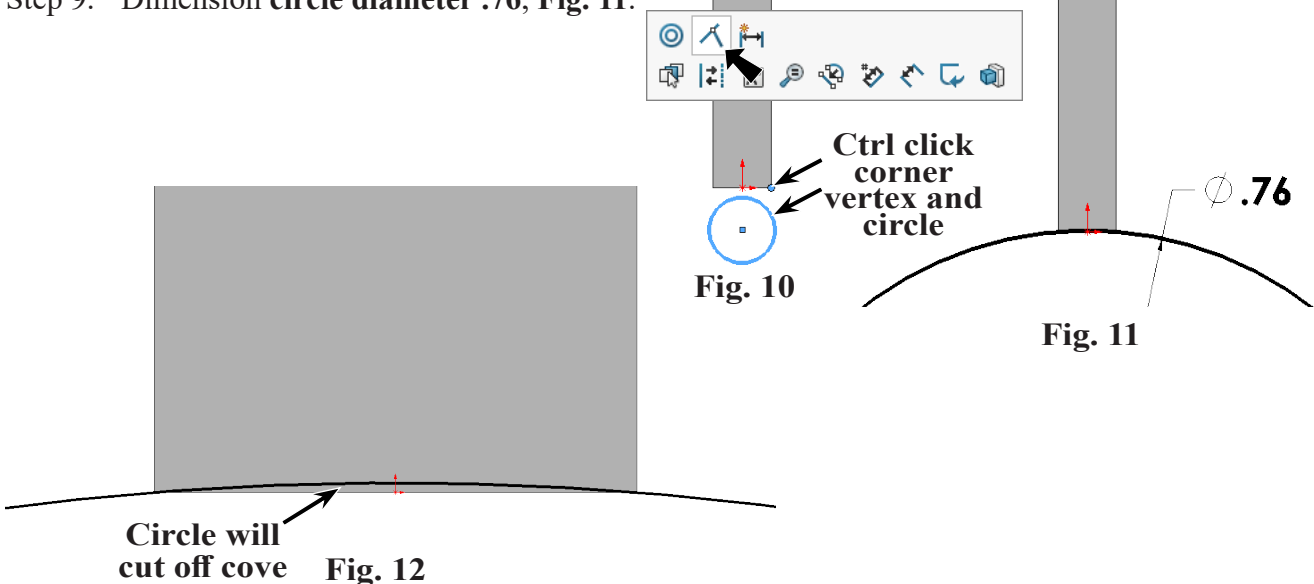 Step 9. Dimension circle diameter .76, Fig. 11.
Ctrl click
corner
vertex and
circle
Fig. 10
⌀.76
Fig. 11
Circle will
cut off cove
Fig. 12